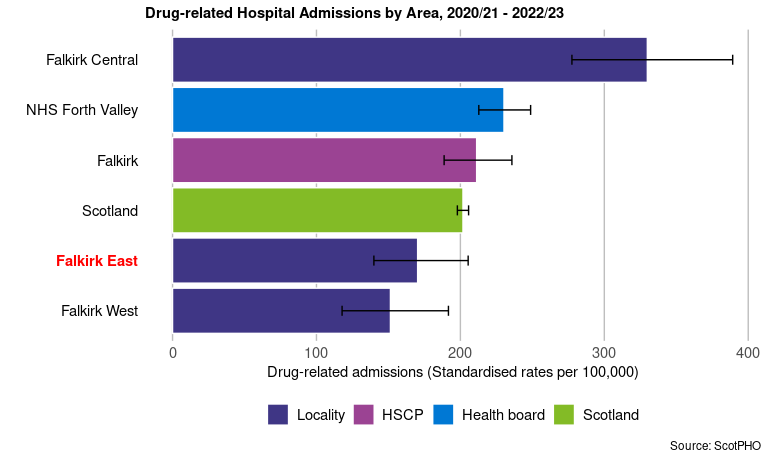 Drug-related Hospital Admissions by Area, 2020/21 - 2022/23
Falkirk Central
NHS Forth Valley
Falkirk
Scotland
Falkirk East
Falkirk West
0 100 200 300 400
Drug-related admissions (Standardised rates per 100,000)
Locality HSCP Health board Scotland
Source: ScotPHO